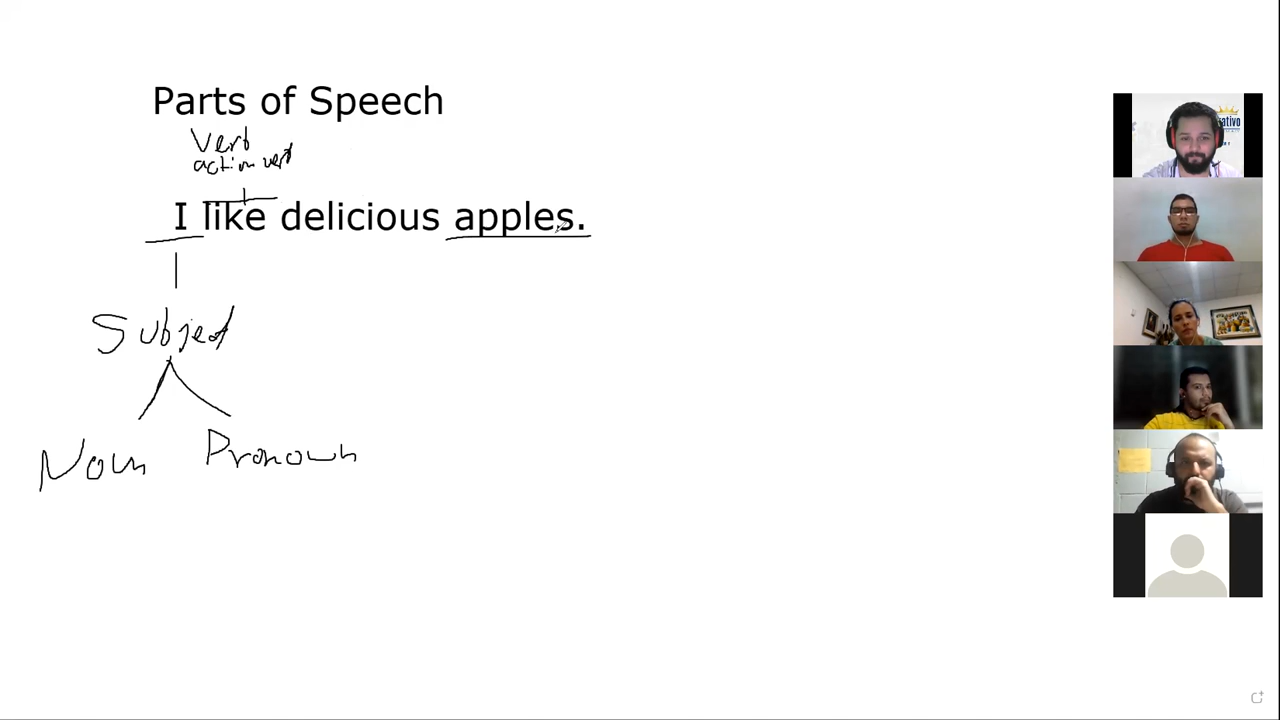 Parts of Speech
Verb
action verb
I like delicious apples.
Subject
Noun Pronoun